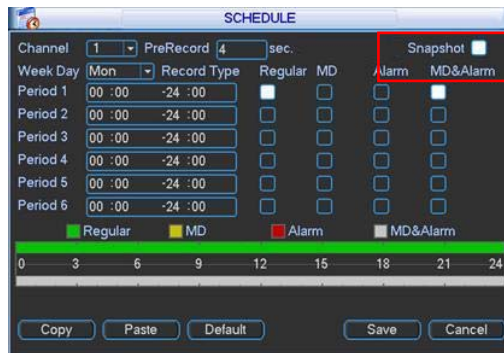 SCHEDULE
Channel 1 PreRecord 4 sec. Snapshot
Week Day Mon Record Type Regular MD Alarm MD&Alarm
Period 1 00 :00 -24 :00
Period 2 00 :00 -24 :00
Period 3 00 :00 -24 :00
Period 4 00 :00 -24 :00
Period 5 00 :00 -24 :00
Period 6 00 :00 -24 :00
Regular MD Alarm MD&Alarm
0 3 6 9 12 15 18 21 24
Copy Paste Default Save Cancel